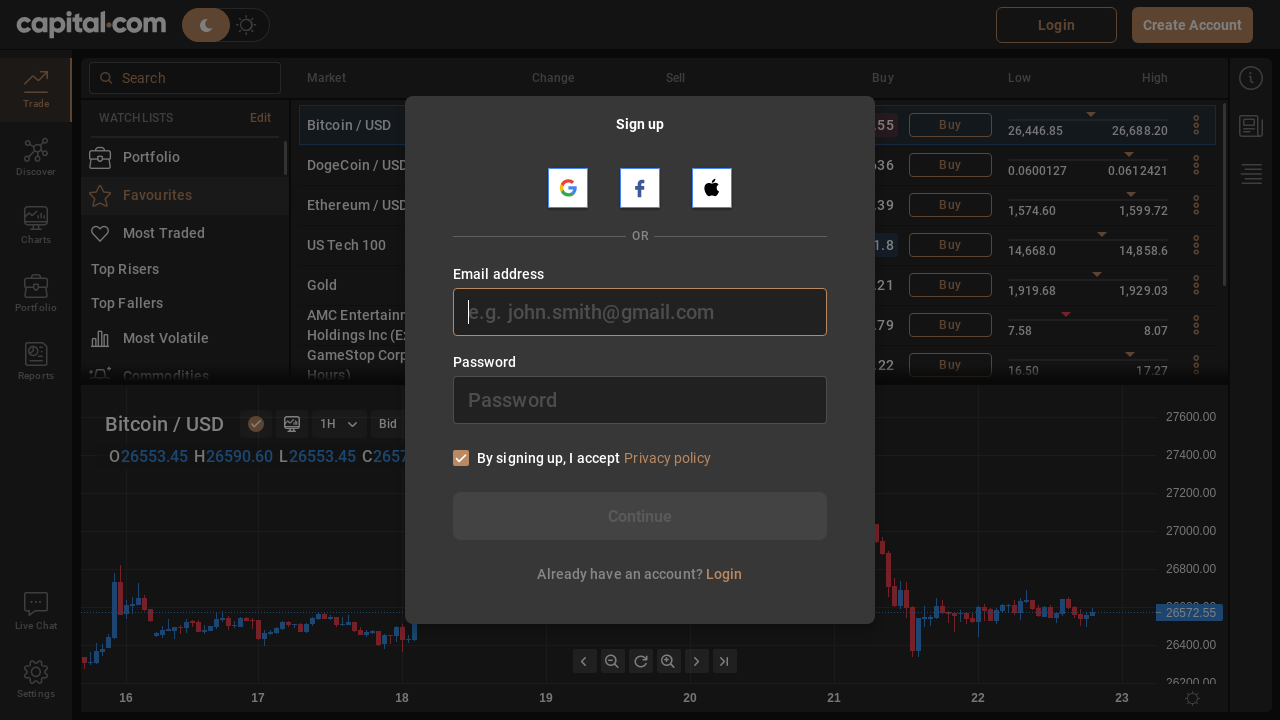 capital.com
Login
Create Account
Trade
Discover
Charts
Portfolio
Reports
Live Chat
Settings
Search
WATCHLISTS
Edit
Portfolio
Favourites
Most Traded
Top Risers
Top Fallers
Most Volatile
Commodities
Market Change Sell Buy Low High
Bitcoin / USD .55 Buy 26,446.85 26,688.20
DogeCoin / USD 636 Buy 0.0600127 0.0612421
Ethereum / USD .39 Buy 1,574.60 1,599.72
US Tech 100 1.8 Buy 14,668.0 14,858.6
Gold .21 Buy 1,919.68 1,929.03
AMC Entertainm
Holdings Inc (Ex .79 Buy 7.58 8.07
GameStop Corp
Hours) .22 Buy 16.50 17.27
Sign up
OR
Email address
e.g. john.smith@gmail.com
Password
Password
By signing up, I accept Privacy policy
Continue
Already have an account? Login
Bitcoin / USD
1H
Bid
O26553.45 H26590.60 L26553.45 C2657
27600.00
27400.00
27200.00
27000.00
26800.00
26572.55
26400.00
26200.00
16 17 18 19 20 21 22 23